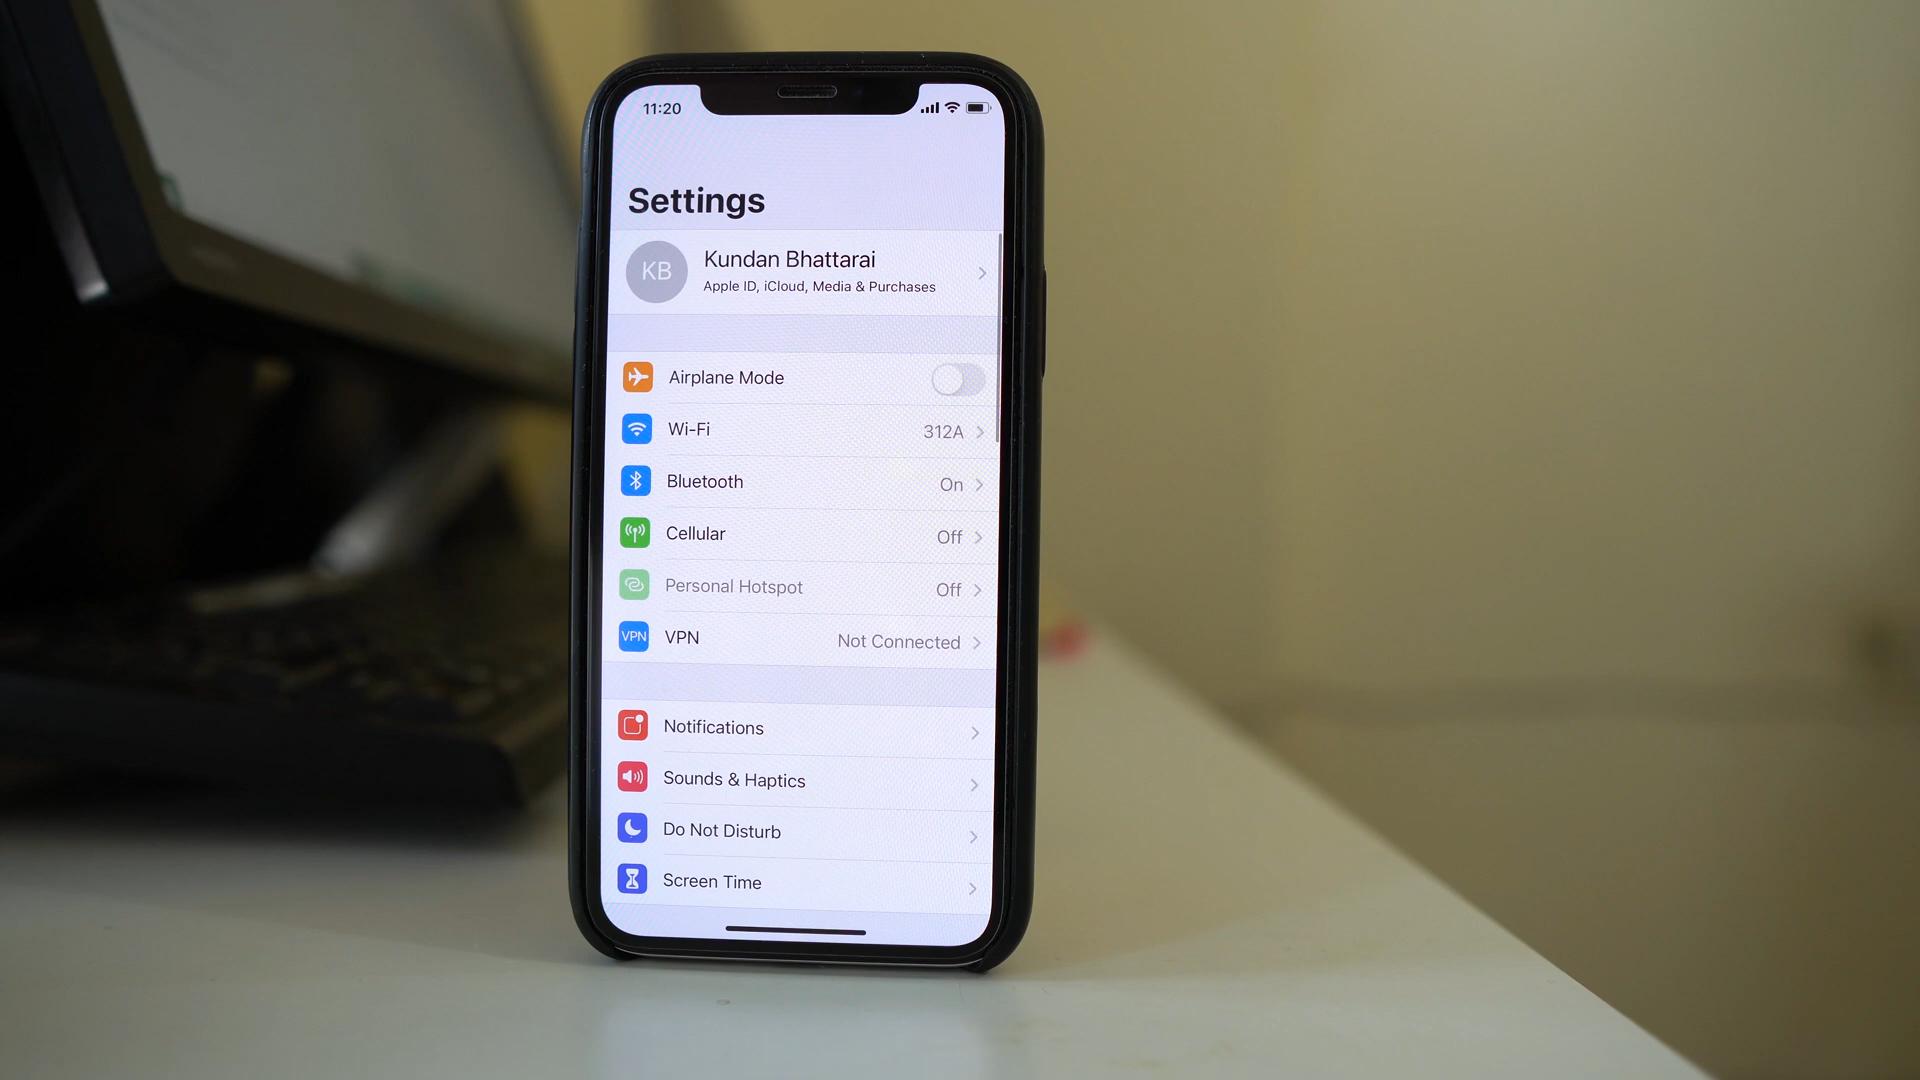 11:20
Settings
KB
Kundan Bhattarai
Apple ID, iCloud, Media & Purchases
Airplane Mode
Wi-Fi 312A
Bluetooth On
Cellular Off
Personal Hotspot Off
VPN VPN Not Connected
Notifications
Sounds & Haptics
Do Not Disturb
Screen Time